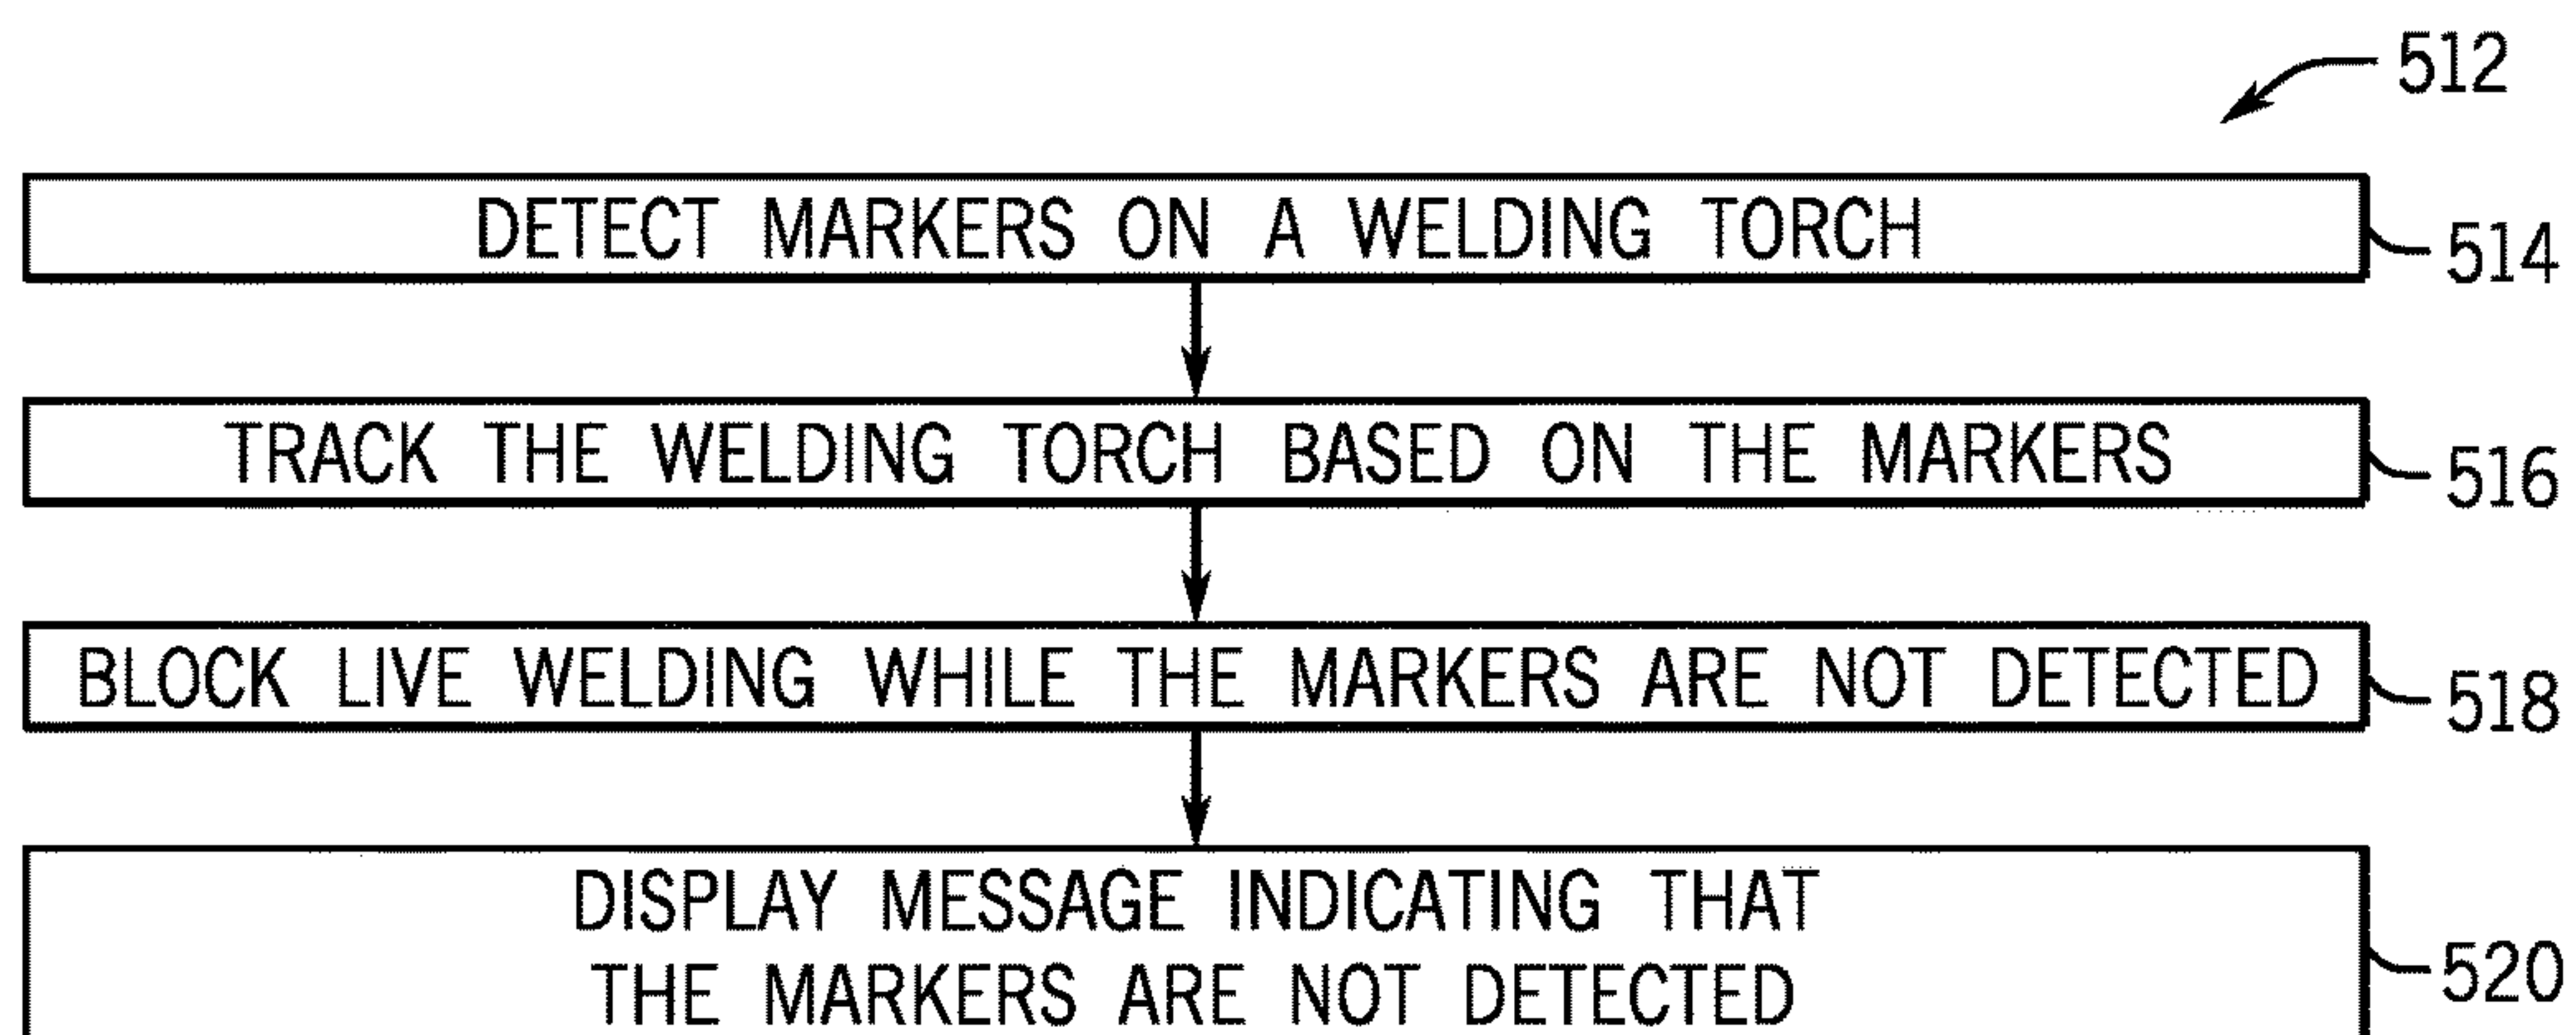 512
DETECT MARKERS ON A WELDING TORCH
514
TRACK THE WELDING TORCH BASED ON THE MARKERS
516
BLOCK LIVE WELDING WHILE THE MARKERS ARE NOT DETECTED
518
DISPLAY MESSAGE INDICATING THAT
THE MARKERS ARE NOT DETECTED
520